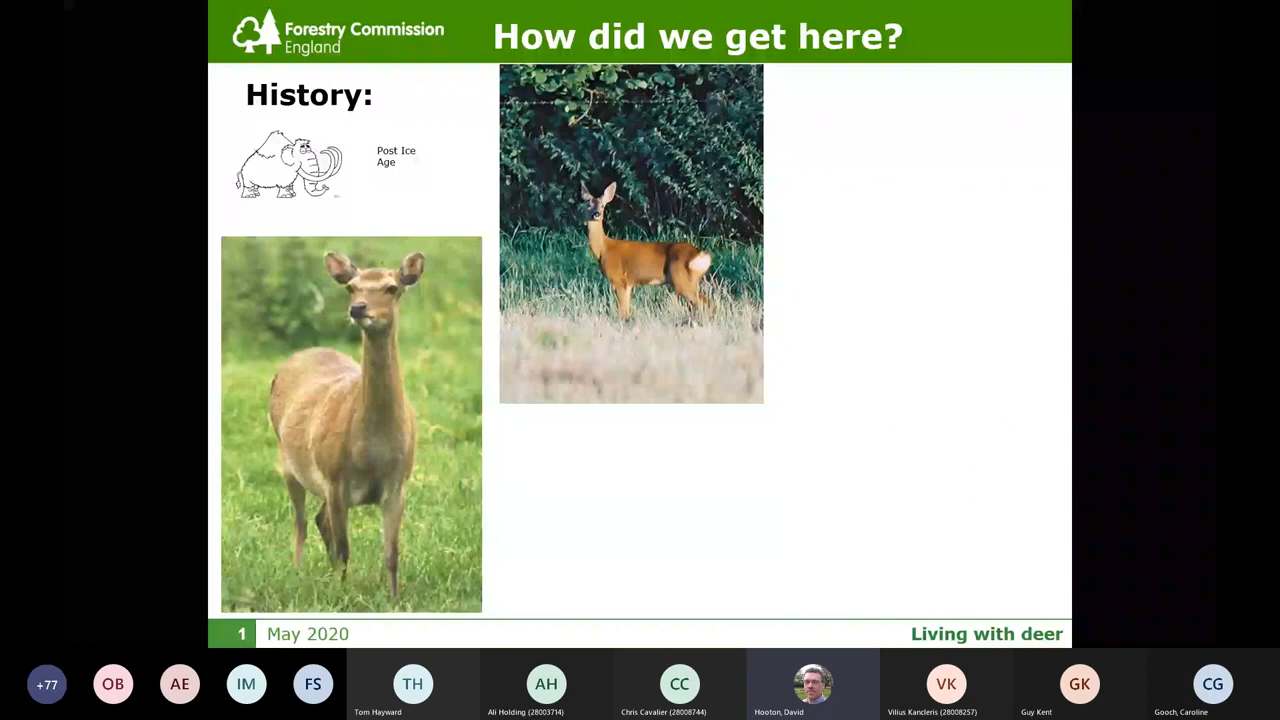 Forestry Commission
England
How did we get here?
History:
Post Ice
Age
1 May 2020
Living with deer
+77
OB
AE
IM
FS
TH
AH
CC
VK
GK
CG
Tom Hayward
Ali Holding (28003714)
Chris Cavalier (28008744)
Hooton, David
Vilius Kancleris (28008257)
Guy Kent
Gooch, Caroline